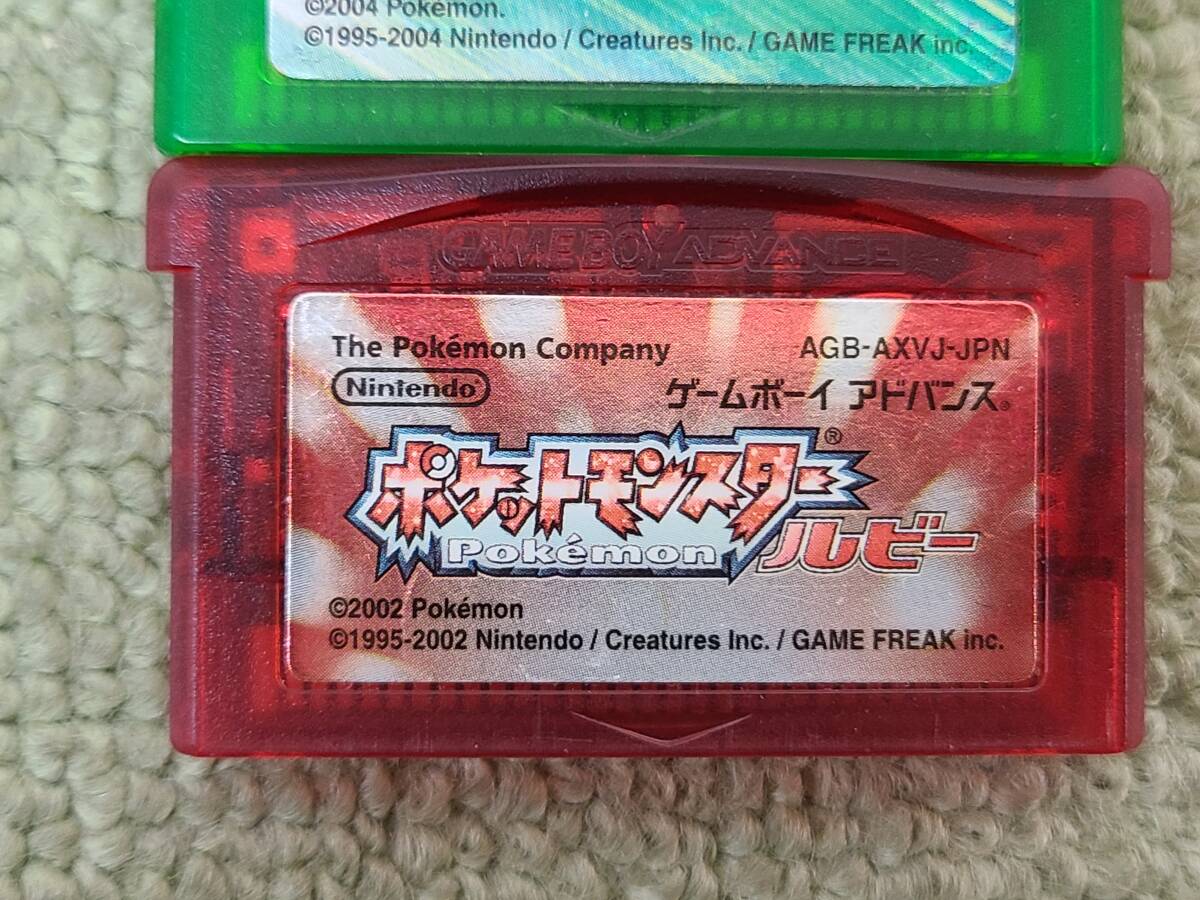 ©2004 Pokémon.
©1995-2004 Nintendo / Creatures Inc. / GAME FREAK inc.
GAME BOY ADVANCE
The Pokémon Company AGB-AXVJ-JPN
Nintendo® ゲームボーイ アドバンス®
ポケットモンスター®
Pokémon ルビー
©2002 Pokémon
©1995-2002 Nintendo / Creatures Inc. / GAME FREAK inc.